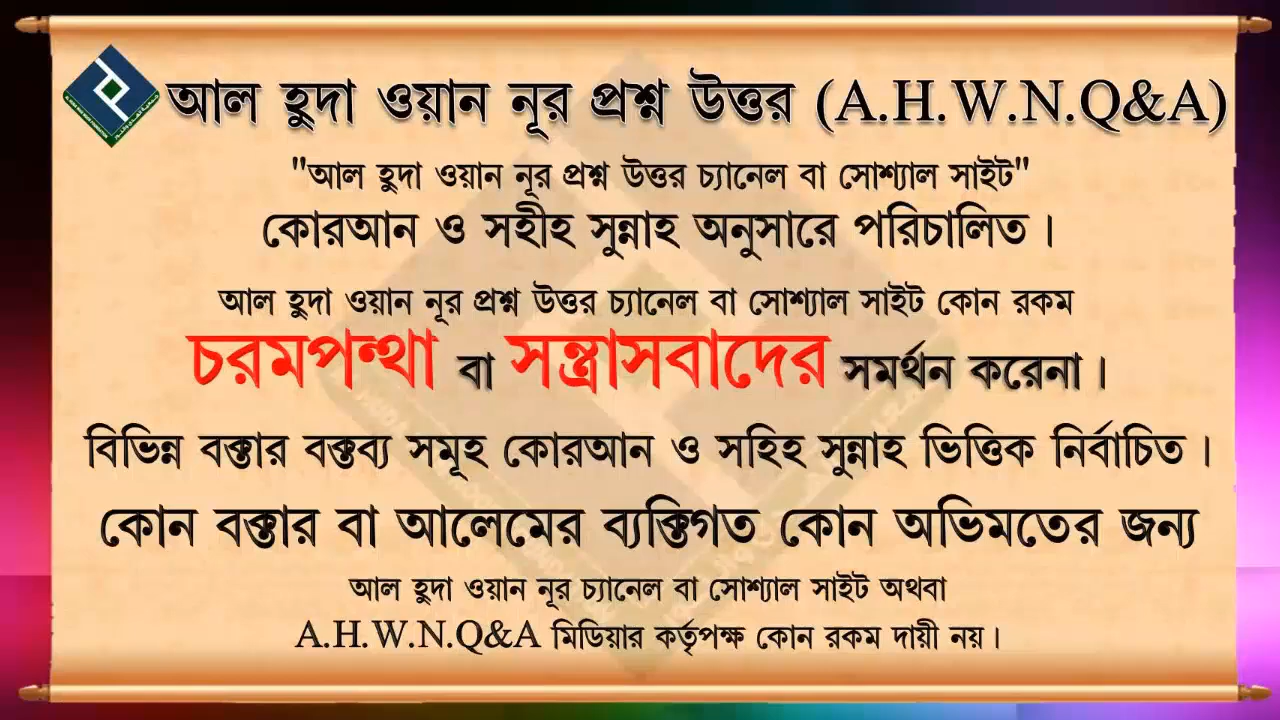 আল হুদা ওয়ান নূর প্রশ্ন উত্তর (A.H.W.N.Q&A)
"আল হুদা ওয়ান নূর প্রশ্ন উত্তর চ্যানেল বা সোশ্যাল সাইট"
কোরআন ও সহীহ সুন্নাহ অনুসারে পরিচালিত।
আল হুদা ওয়ান নূর প্রশ্ন উত্তর চ্যানেল বা সোশ্যাল সাইট কোন রকম
চরমপন্থা বা সন্ত্রাসবাদের সমর্থন করেনা।
বিভিন্ন বক্তার বক্তব্য সমূহ কোরআন ও সহিহ সুন্নাহ ভিত্তিক নির্বাচিত।
কোন বক্তার বা আলেমের ব্যক্তিগত কোন অভিমতের জন্য
আল হুদা ওয়ান নূর চ্যানেল বা সোশ্যাল সাইট অথবা
A.H.W.N.Q&A মিডিয়ার কর্তৃপক্ষ কোন রকম দায়ী নয়।